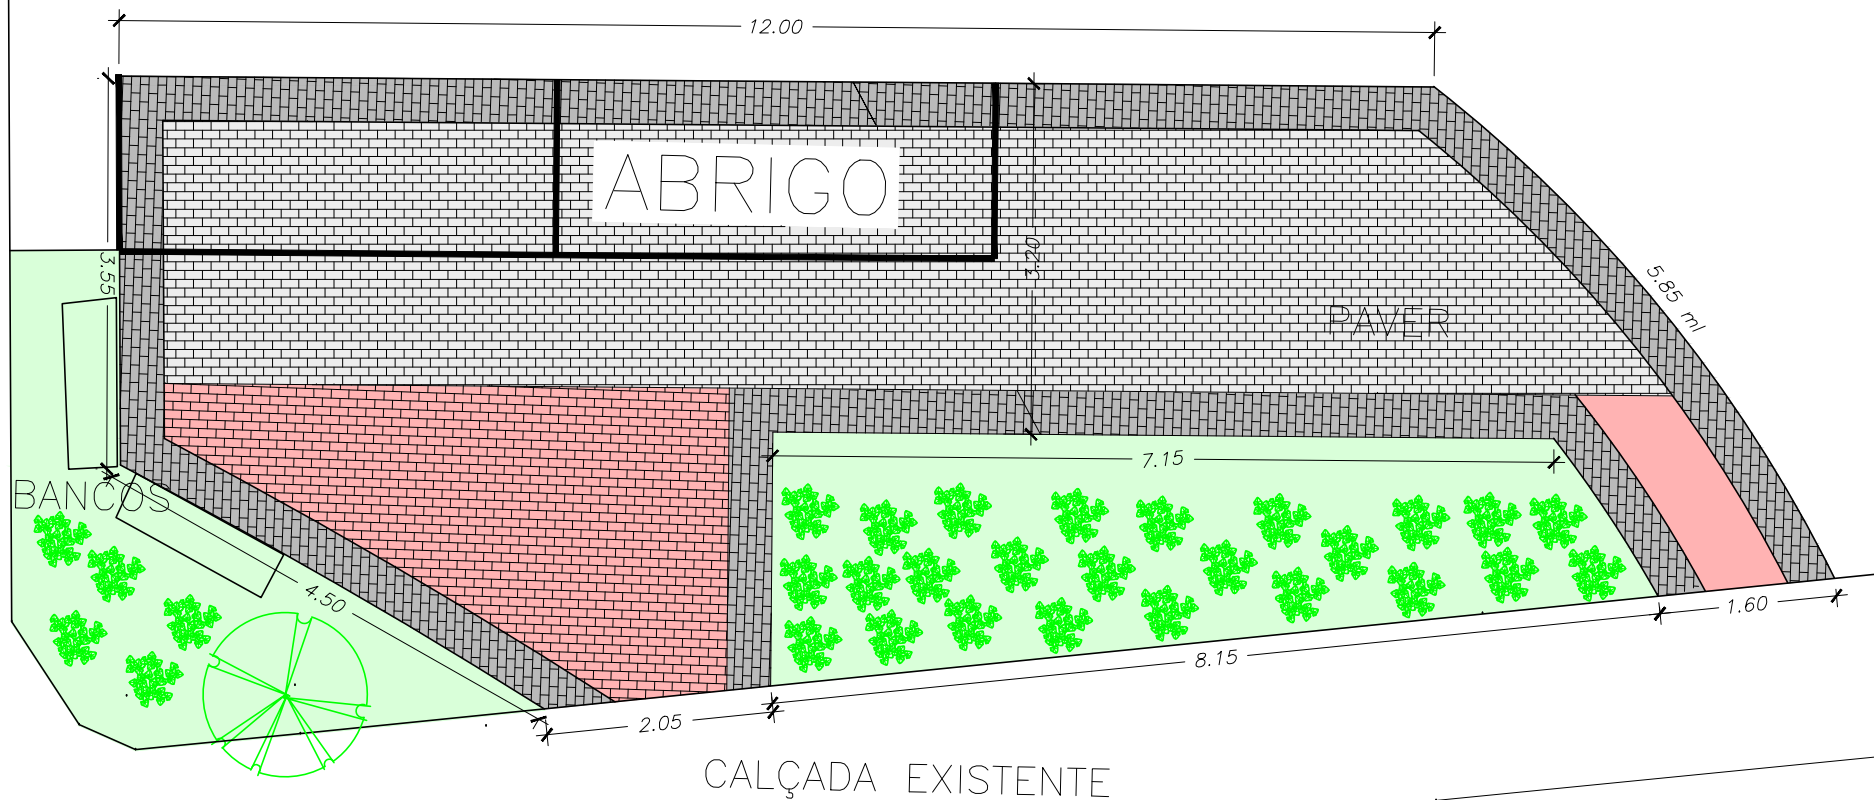 12.00
ABRIGO
3.55
3.20
5.85 ml
PAVER
7.15
BANCOS
4.50
1.60
8.15
2.05
CALÇADA EXISTENTE